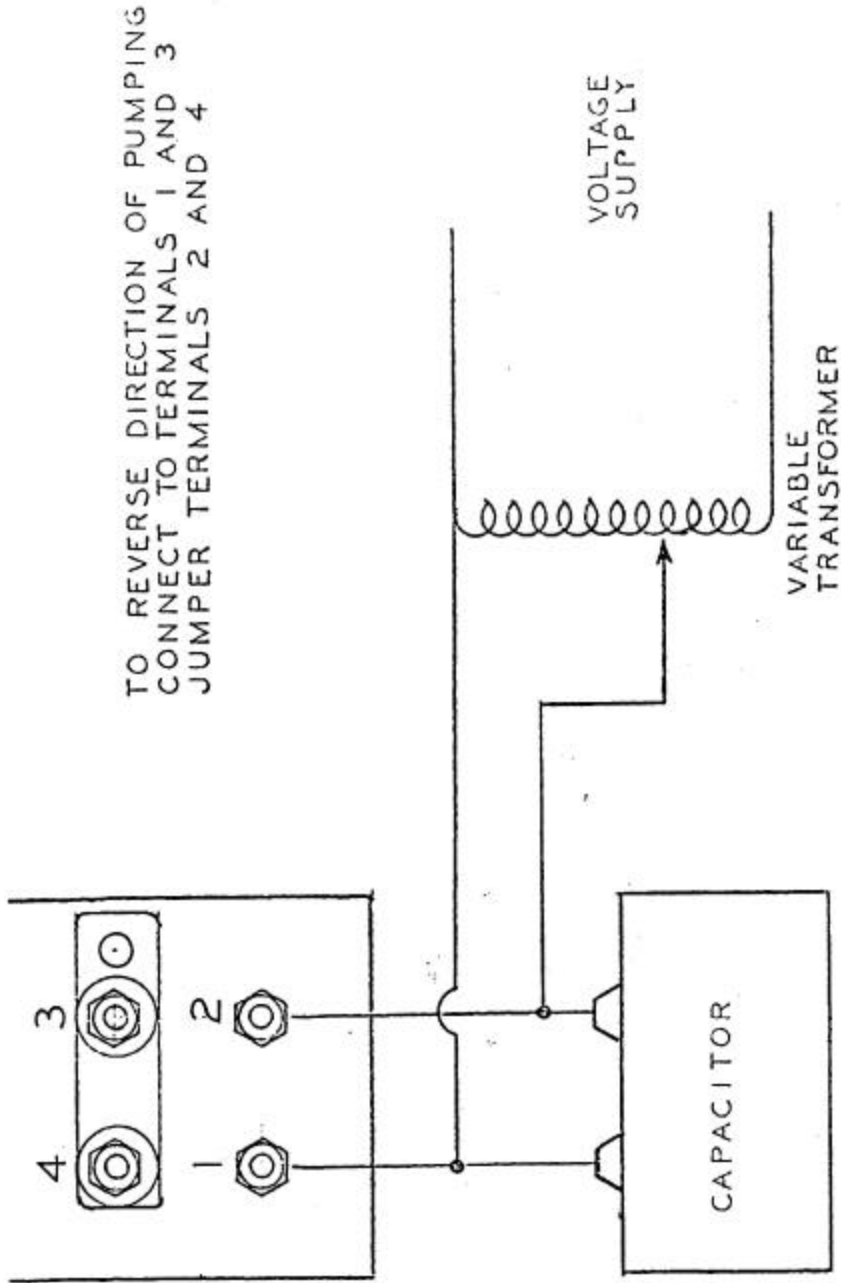 TO REVERSE DIRECTION OF PUMPING
CONNECT TO TERMINALS 1 AND 3
JUMPER TERMINALS 2 AND 4
4
3
1
2
VOLTAGE
SUPPLY
VARIABLE
TRANSFORMER
CAPACITOR